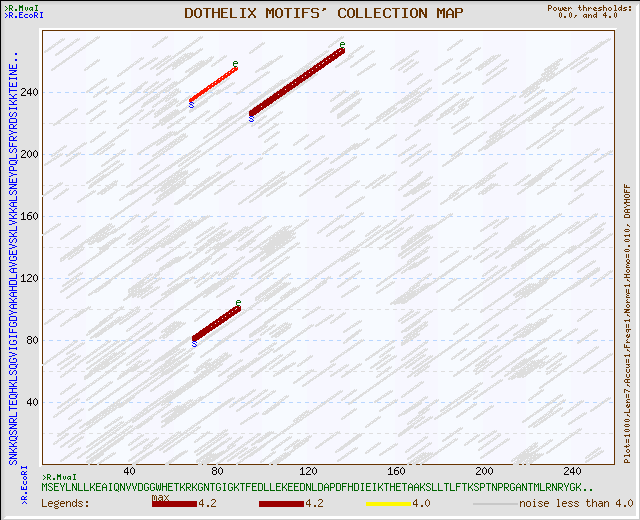 >R.MvaI
>R.EcoRI
DOTHELIX MOTIFS' COLLECTION MAP
Power thresholds:
0.0, and 4.0
SNKKQSNRLTEQHKLSQGVIGIFGDYAKAHDLAVGEVSKLVKKALSNEYPQLSFRYRDSIKKTEINE..
>R.EcoRI
240
200
160
120
80
40
e
s
e
s
e
s
40
80
120
160
200
240
Plot=1000,Len=7,Accu=1,Freq=1,Norm=1,Homo=0.010, DAYHOFF
>R.MvaI
MSEYLNLLKEAIQNVVDGGWHETKRKGNTGIGKTFEDLLEKEEDNLDAPDFHDIEIKTHETAAKSLLTLFTKSPTNPRGANTMLRNRYGK..
Legends:
max
4.2
4.2
4.0
noise less than 4.0